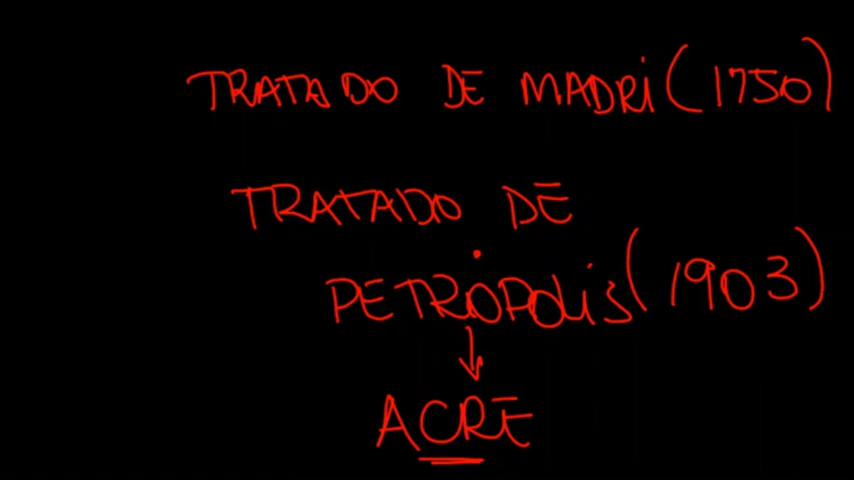 TRATADO DE MADRI (1750)
TRATADO DE
PETRÓPOLIS (1903)
ACRE